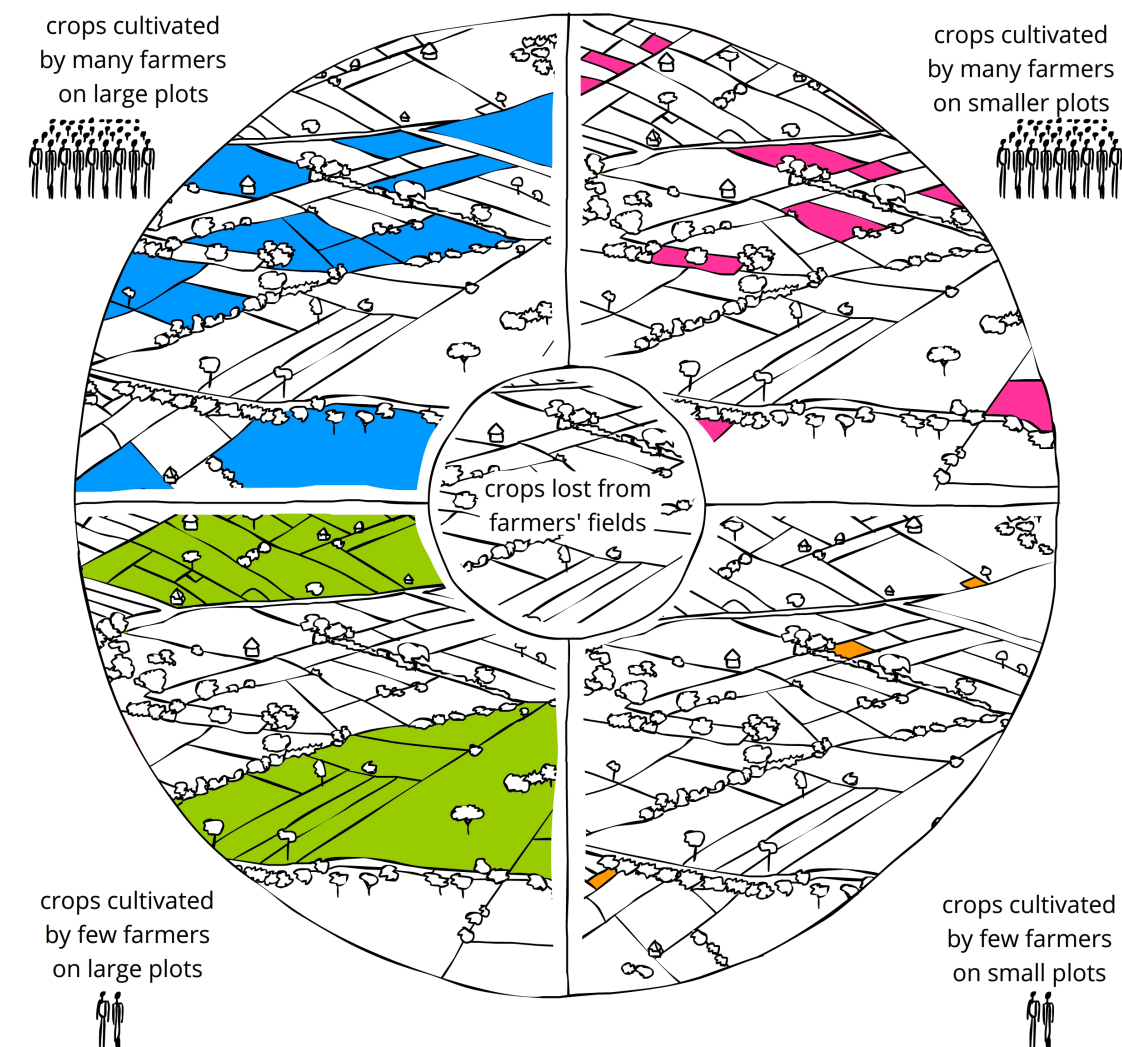 crops cultivated
by many farmers
on large plots
crops cultivated
by many farmers
on smaller plots
crops lost from
farmers' fields
crops cultivated
by few farmers
on large plots
crops cultivated
by few farmers
on small plots